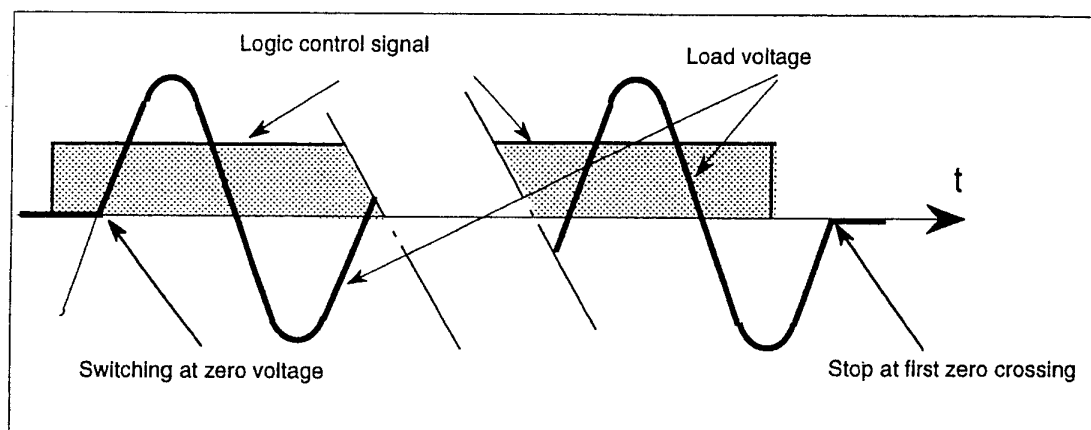 Logic control signal
Load voltage
t
Switching at zero voltage
Stop at first zero crossing